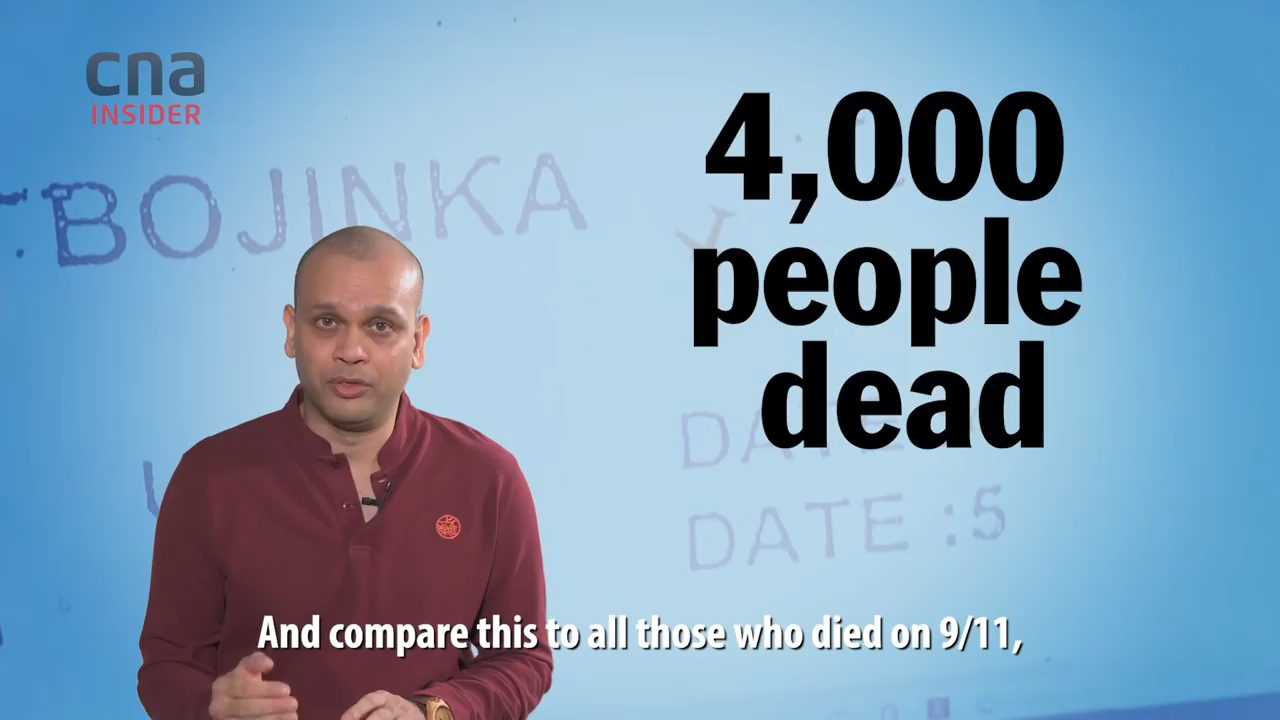 cna
INSIDER
:BOJINKA
4,000
people
dead
DATE
DATE :5
And compare this to all those who died on 9/11,